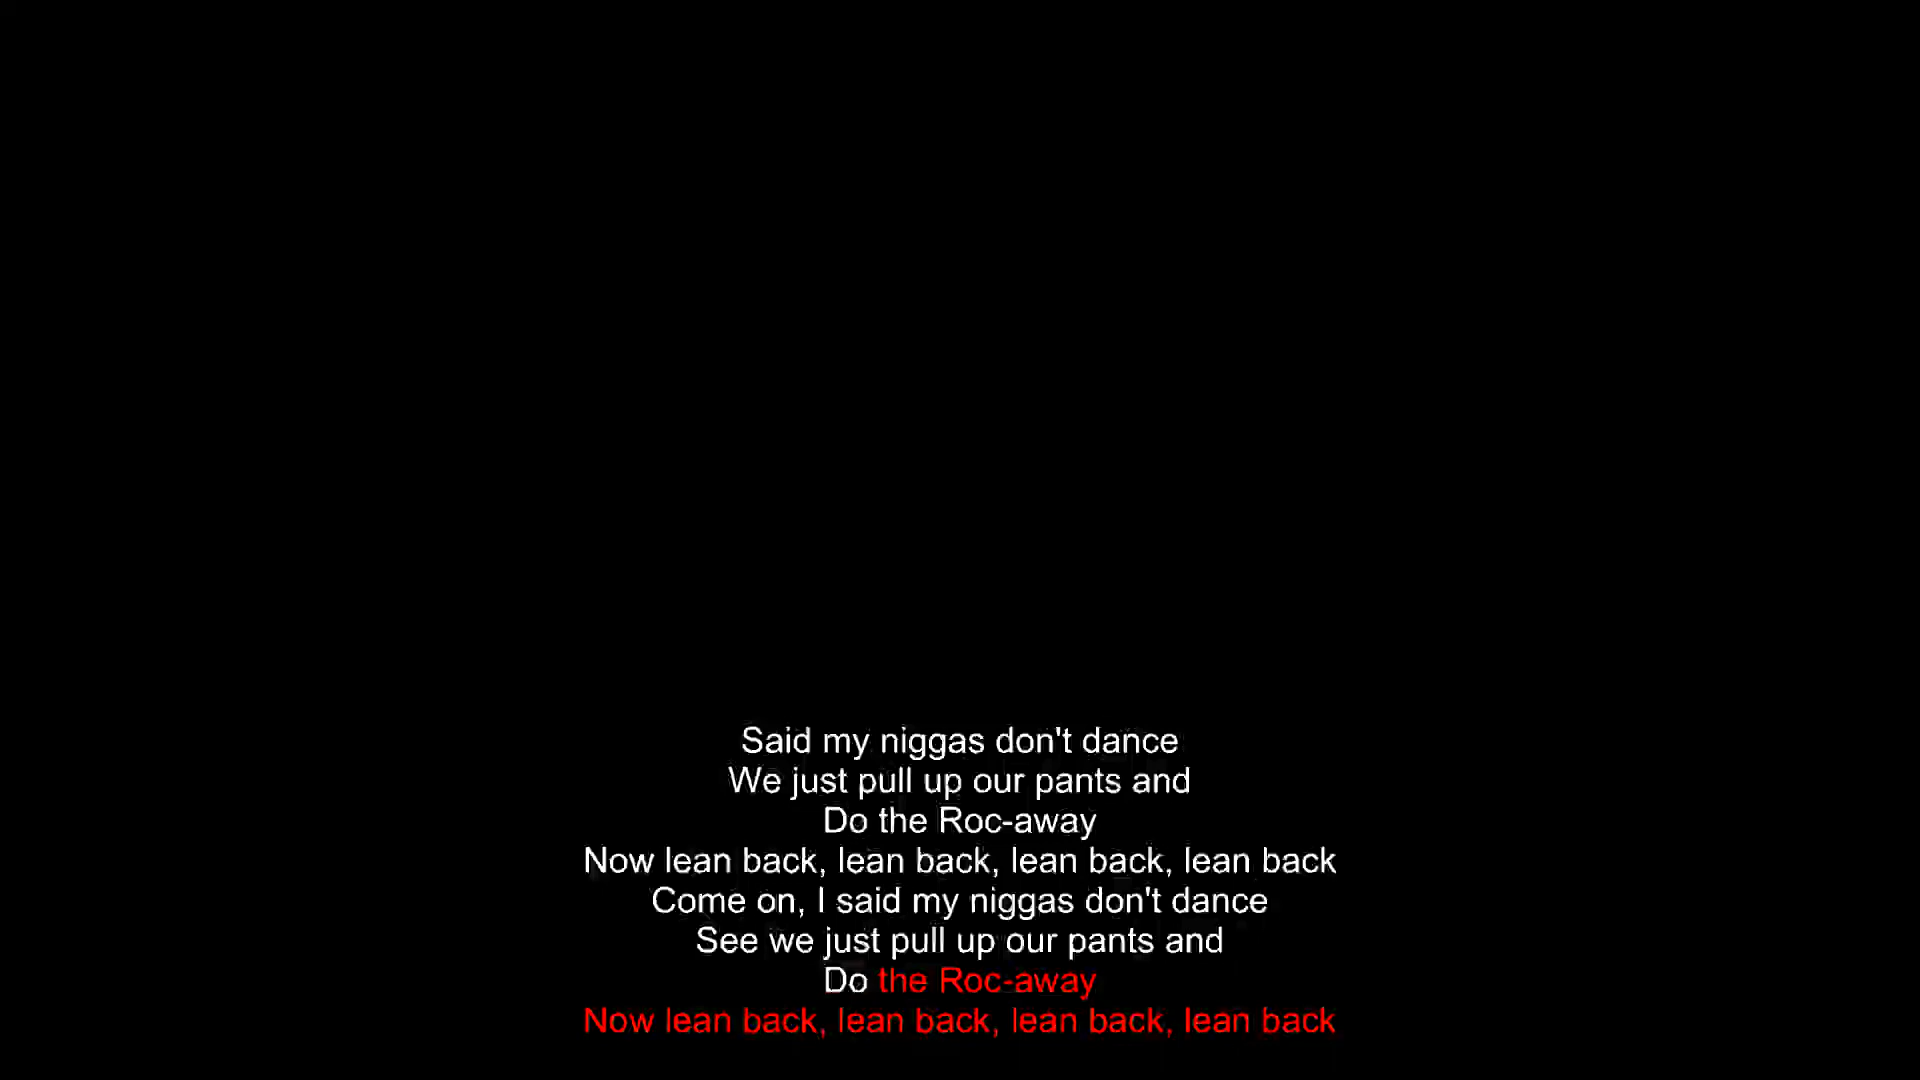 Said my niggas don't dance
We just pull up our pants and
Do the Roc-away
Now lean back, lean back, lean back, lean back
Come on, I said my niggas don't dance
See we just pull up our pants and
Do the Roc-away
Now lean back, lean back, lean back, lean back